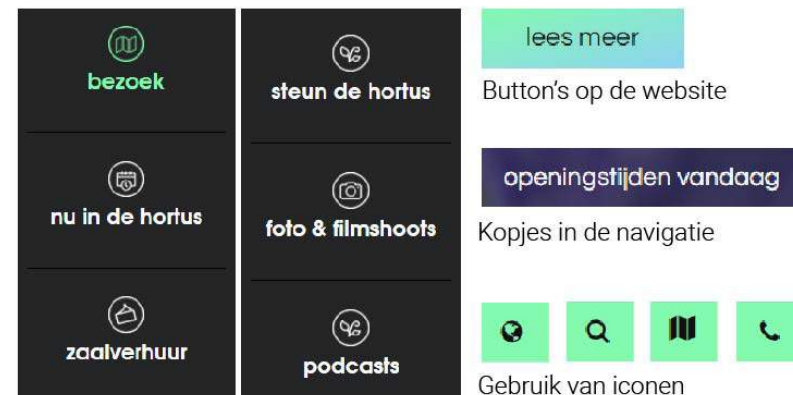 bezoek
nu in de hortus
zaalverhuur
steun de hortus
foto & filmshoots
podcasts
lees meer
Button's op de website
openingstijden vandaag
Kopjes in de navigatie
Gebruik van iconen